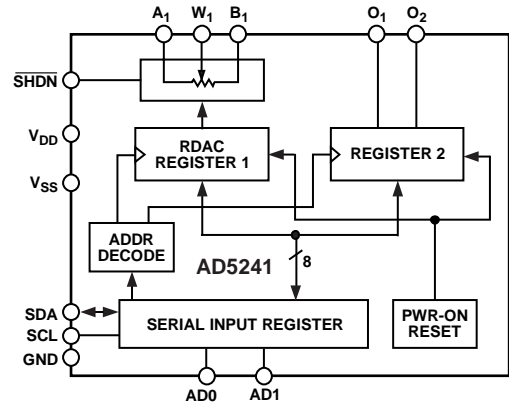 A1 W1 B1 O1 O2
SHDN
VDD
RDAC
REGISTER 1
REGISTER 2
VSS
ADDR
DECODE
AD5241
8
SDA
SCL
GND
SERIAL INPUT REGISTER
PWR-ON
RESET
AD0 AD1